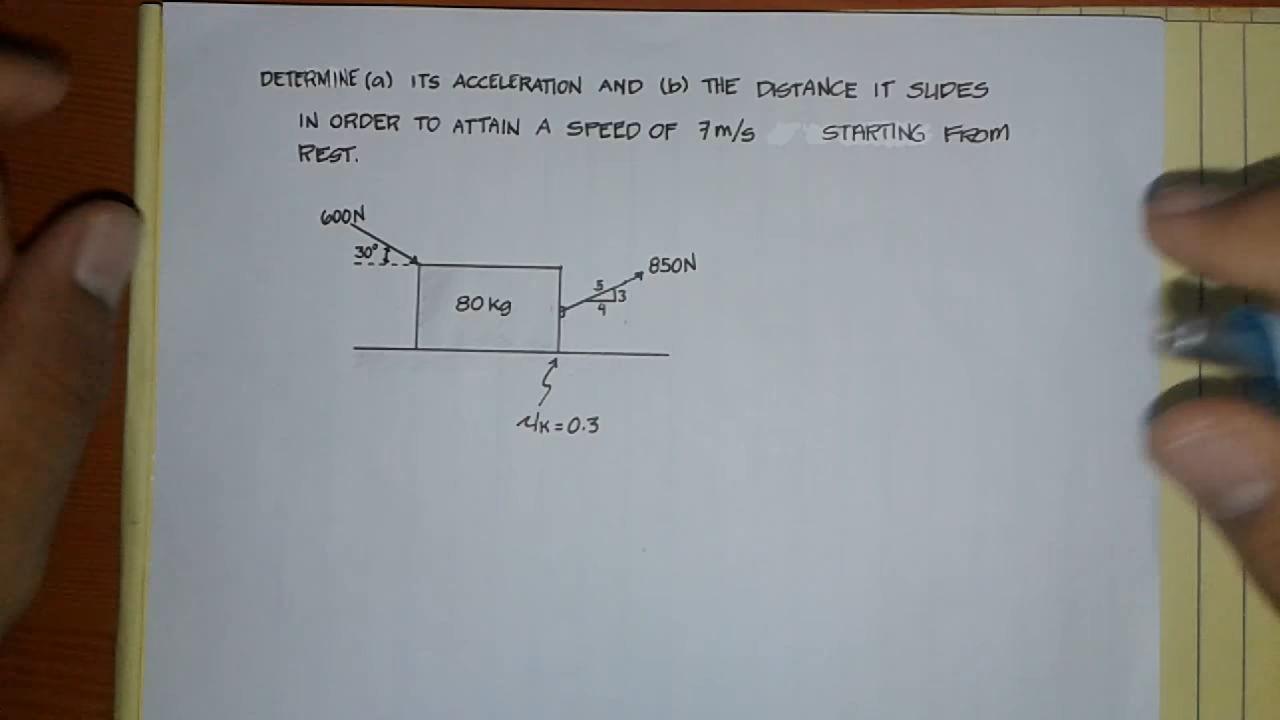 DETERMINE (a) ITS ACCELERATION AND (b) THE DISTANCE IT SLIDES
IN ORDER TO ATTAIN A SPEED OF 7m/s STARTING FROM
REST.
600N
30°
850N
5
3
4
80 Kg
μK = 0.3